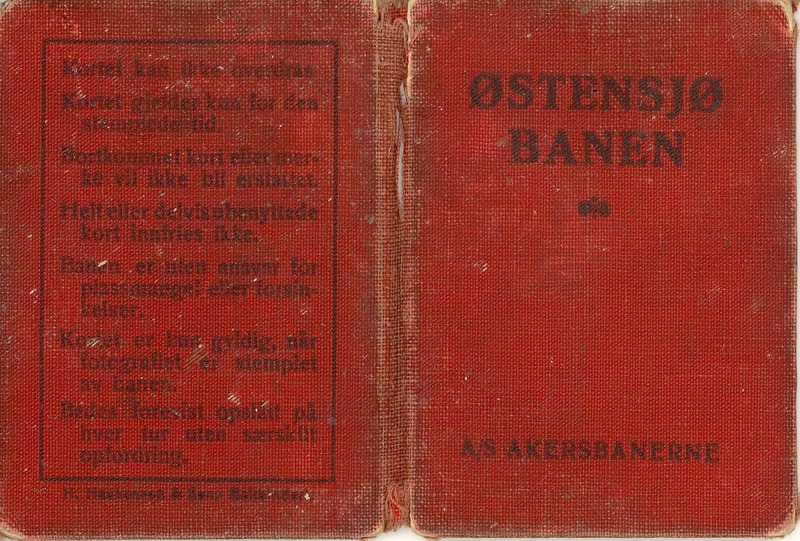 Kortet kan ikke overdras.
Kortet gjelder kun for den
stemplede tid.
Bortkommet kort eller mer-
ke vil ikke bli erstattet.
Helt eller delvis ubenyttede
kort innfries ikke.
Banen er uten ansvar for
plassmangel eller forsin-
kelser.
Kortet er kun gyldig, når
fotografiet er stemplet
av banen.
Bedes forevist opslått på
hver tur uten særskilt
opfordring.
ØSTENSJØ
BANEN
A/S AKERSBANERNE